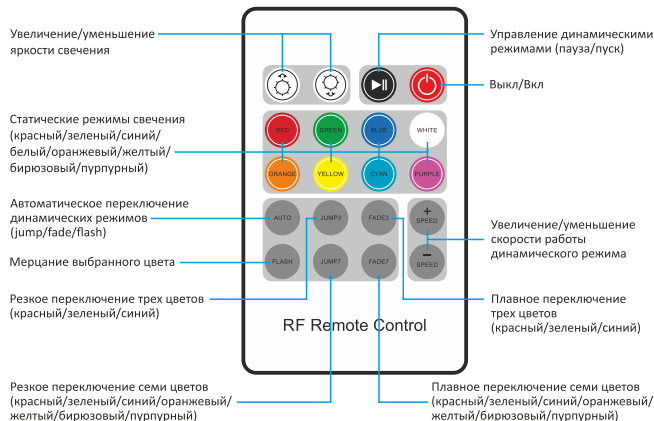 Увеличение/уменьшение
яркости свечения
Управление динамическими
режимами (пауза/пуск)
Выкл/Вкл
Статические режимы свечения
(красный/зеленый/синий/
белый/оранжевый/желтый/
бирюзовый/пурпурный)
RED
GREEN
BLUE
WHITE
ORANGE
YELLOW
CYAN
PURPLE
Автоматическое переключение
динамических режимов
(jump/fade/flash)
Мерцание выбранного цвета
AUTO
JUMP3
FADE3
+
SPEED
FLASH
JUMP7
FADE7
−
SPEED
Увеличение/уменьшение
скорости работы
динамического режима
Резкое переключение трех цветов
(красный/зеленый/синий)
Плавное переключение
трех цветов
(красный/зеленый/синий)
RF Remote Control
Резкое переключение семи цветов
(красный/зеленый/синий/оранжевый/
желтый/бирюзовый/пурпурный)
Плавное переключение семи цветов
(красный/зеленый/синий/оранжевый/
желтый/бирюзовый/пурпурный)